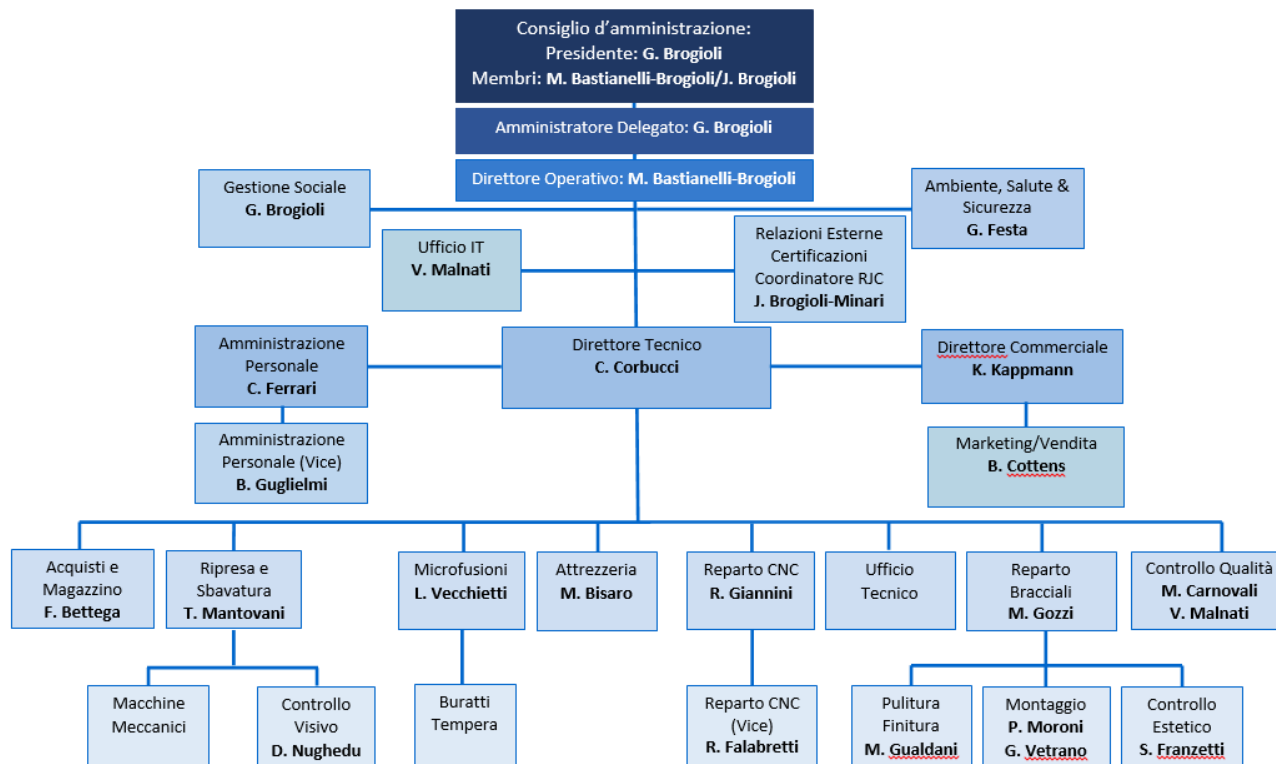 Consiglio d’amministrazione:
Presidente: G. Brogioli
Membri: M. Bastianelli-Brogioli/J. Brogioli
Amministratore Delegato: G. Brogioli
Direttore Operativo: M. Bastianelli-Brogioli
Gestione Sociale
G. Brogioli
Ambiente, Salute &
Sicurezza
G. Festa
Ufficio IT
V. Malnati
Relazioni Esterne
Certificazioni
Coordinatore RJC
J. Brogioli-Minari
Amministrazione
Personale
C. Ferrari
Direttore Tecnico
C. Corbucci
Direttore Commerciale
K. Kappmann
Amministrazione
Personale (Vice)
B. Guglielmi
Marketing/Vendita
B. Cottens
Acquisti e
Magazzino
F. Bettega
Ripresa e
Sbavatura
T. Mantovani
Microfusioni
L. Vecchietti
Attrezzeria
M. Bisaro
Reparto CNC
R. Giannini
Ufficio
Tecnico
Reparto
Bracciali
M. Gozzi
Controllo Qualità
M. Carnovali
V. Malnati
Macchine
Meccanici
Controllo
Visivo
D. Nughedu
Buratti
Tempera
Reparto CNC
(Vice)
R. Falabretti
Pulitura
Finitura
M. Gualdani
Montaggio
P. Moroni
G. Vetrano
Controllo
Estetico
S. Franzetti